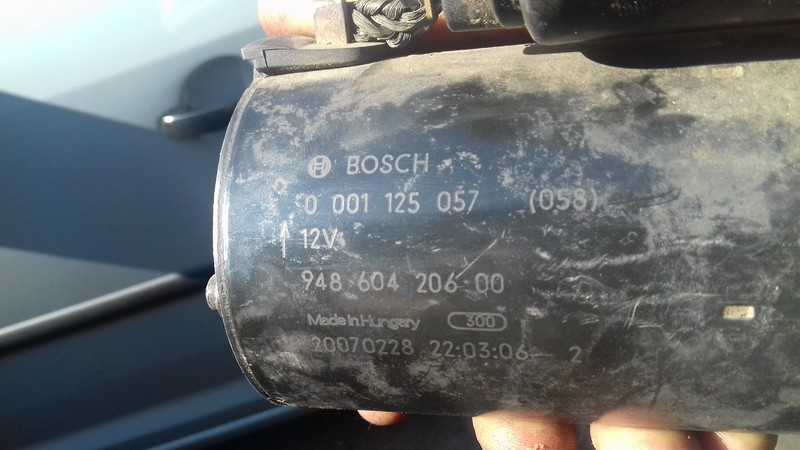 BOSCH
0 001 125 057 (058)
↑ 12V
948.604 206.00
Made in Hungary 300
20070228 22:03:06 2